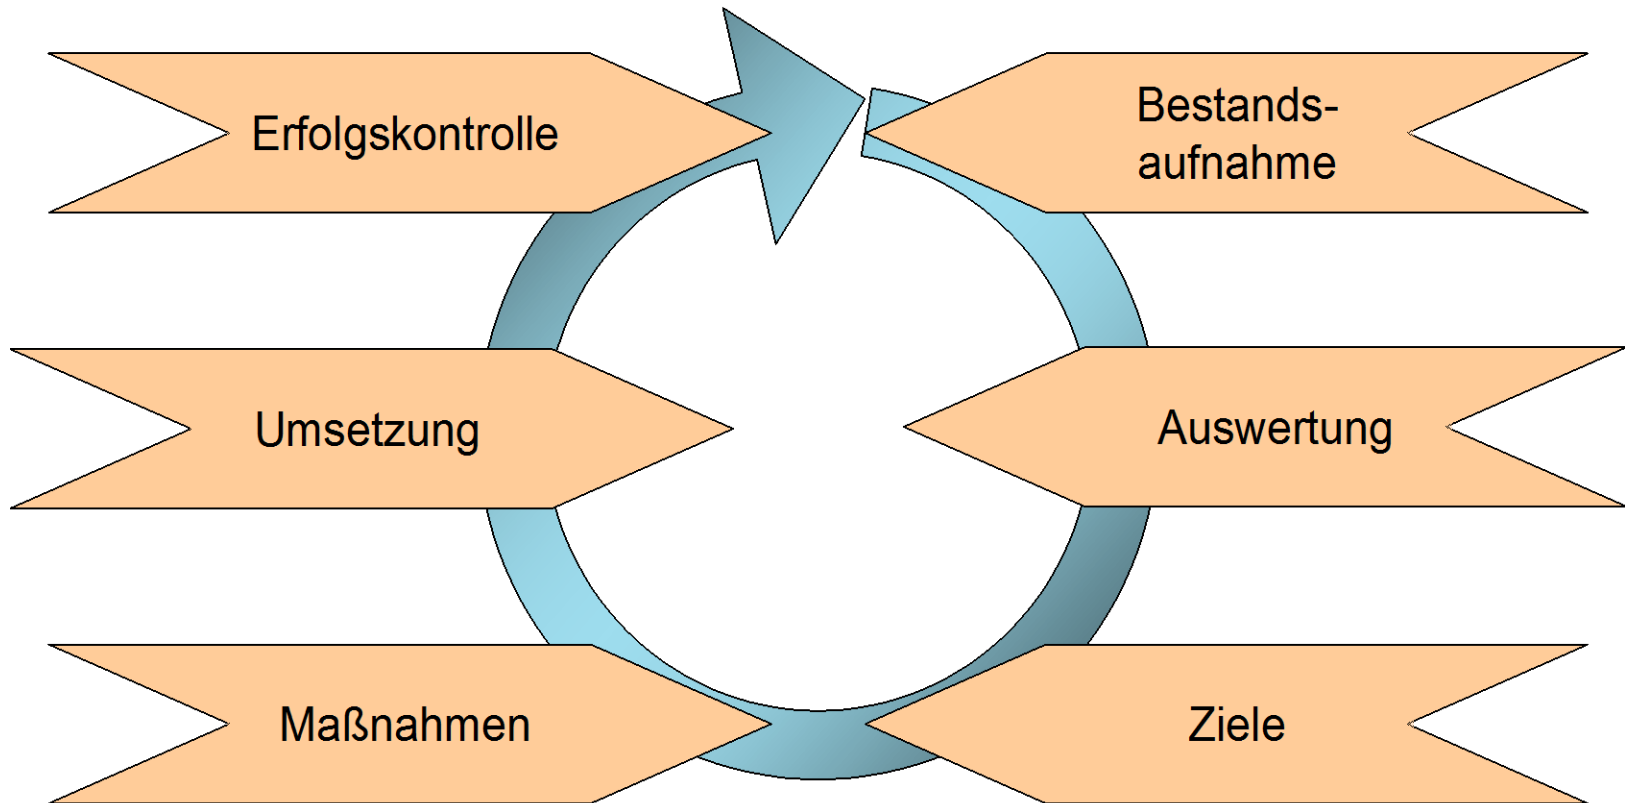 Erfolgskontrolle
Bestands-
aufnahme
Umsetzung
Auswertung
Maßnahmen
Ziele